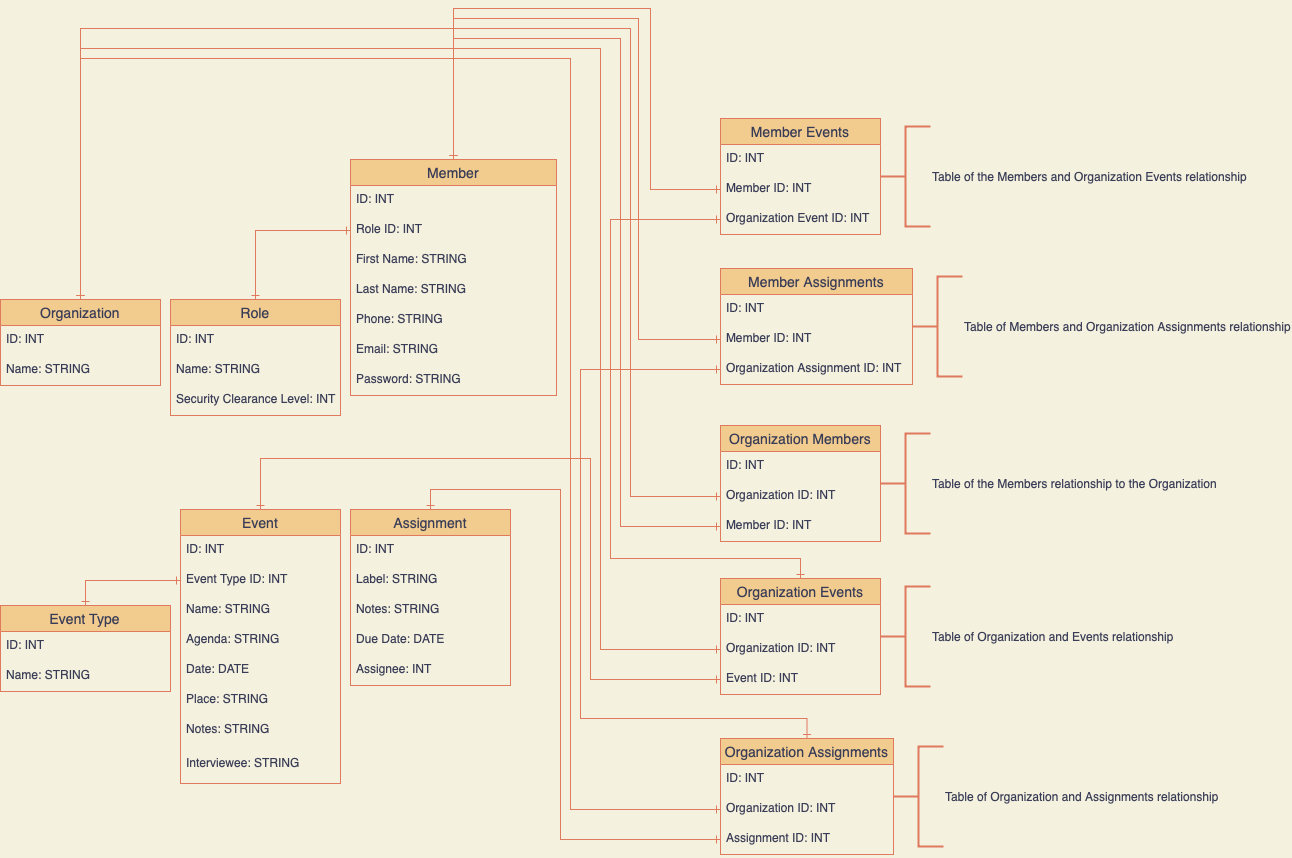 Member Events
ID: INT
Member ID: INT
Organization Event ID: INT
Table of the Members and Organization Events relationship
Member
ID: INT
Role ID: INT
First Name: STRING
Last Name: STRING
Phone: STRING
Email: STRING
Password: STRING
Organization
ID: INT
Name: STRING
Role
ID: INT
Name: STRING
Security Clearance Level: INT
Member Assignments
ID: INT
Member ID: INT
Organization Assignment ID: INT
Table of Members and Organization Assignments relationship
Organization Members
ID: INT
Organization ID: INT
Member ID: INT
Table of the Members relationship to the Organization
Event
ID: INT
Event Type ID: INT
Name: STRING
Agenda: STRING
Date: DATE
Place: STRING
Notes: STRING
Interviewee: STRING
Assignment
ID: INT
Label: STRING
Notes: STRING
Due Date: DATE
Assignee: INT
Event Type
ID: INT
Name: STRING
Organization Events
ID: INT
Organization ID: INT
Event ID: INT
Table of Organization and Events relationship
Organization Assignments
ID: INT
Organization ID: INT
Assignment ID: INT
Table of Organization and Assignments relationship